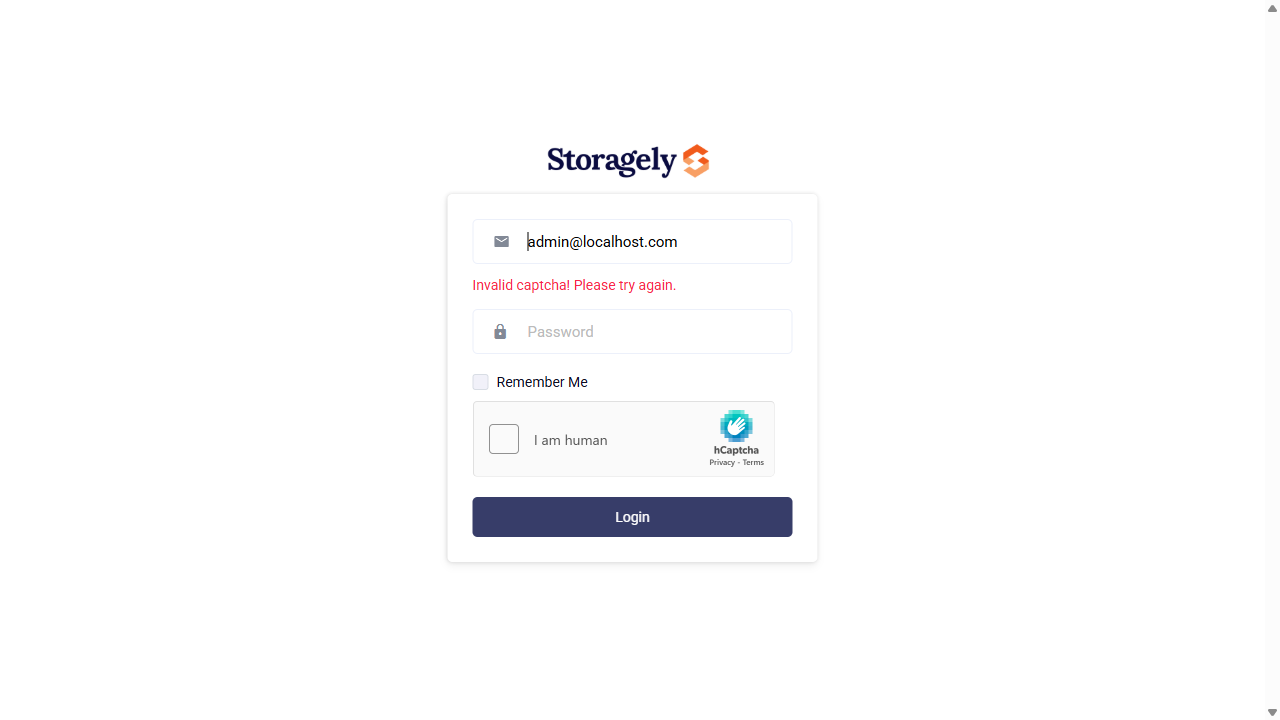 Storagely
admin@localhost.com
Invalid captcha! Please try again.
Password
Remember Me
I am human
hCaptcha
Privacy - Terms
Login